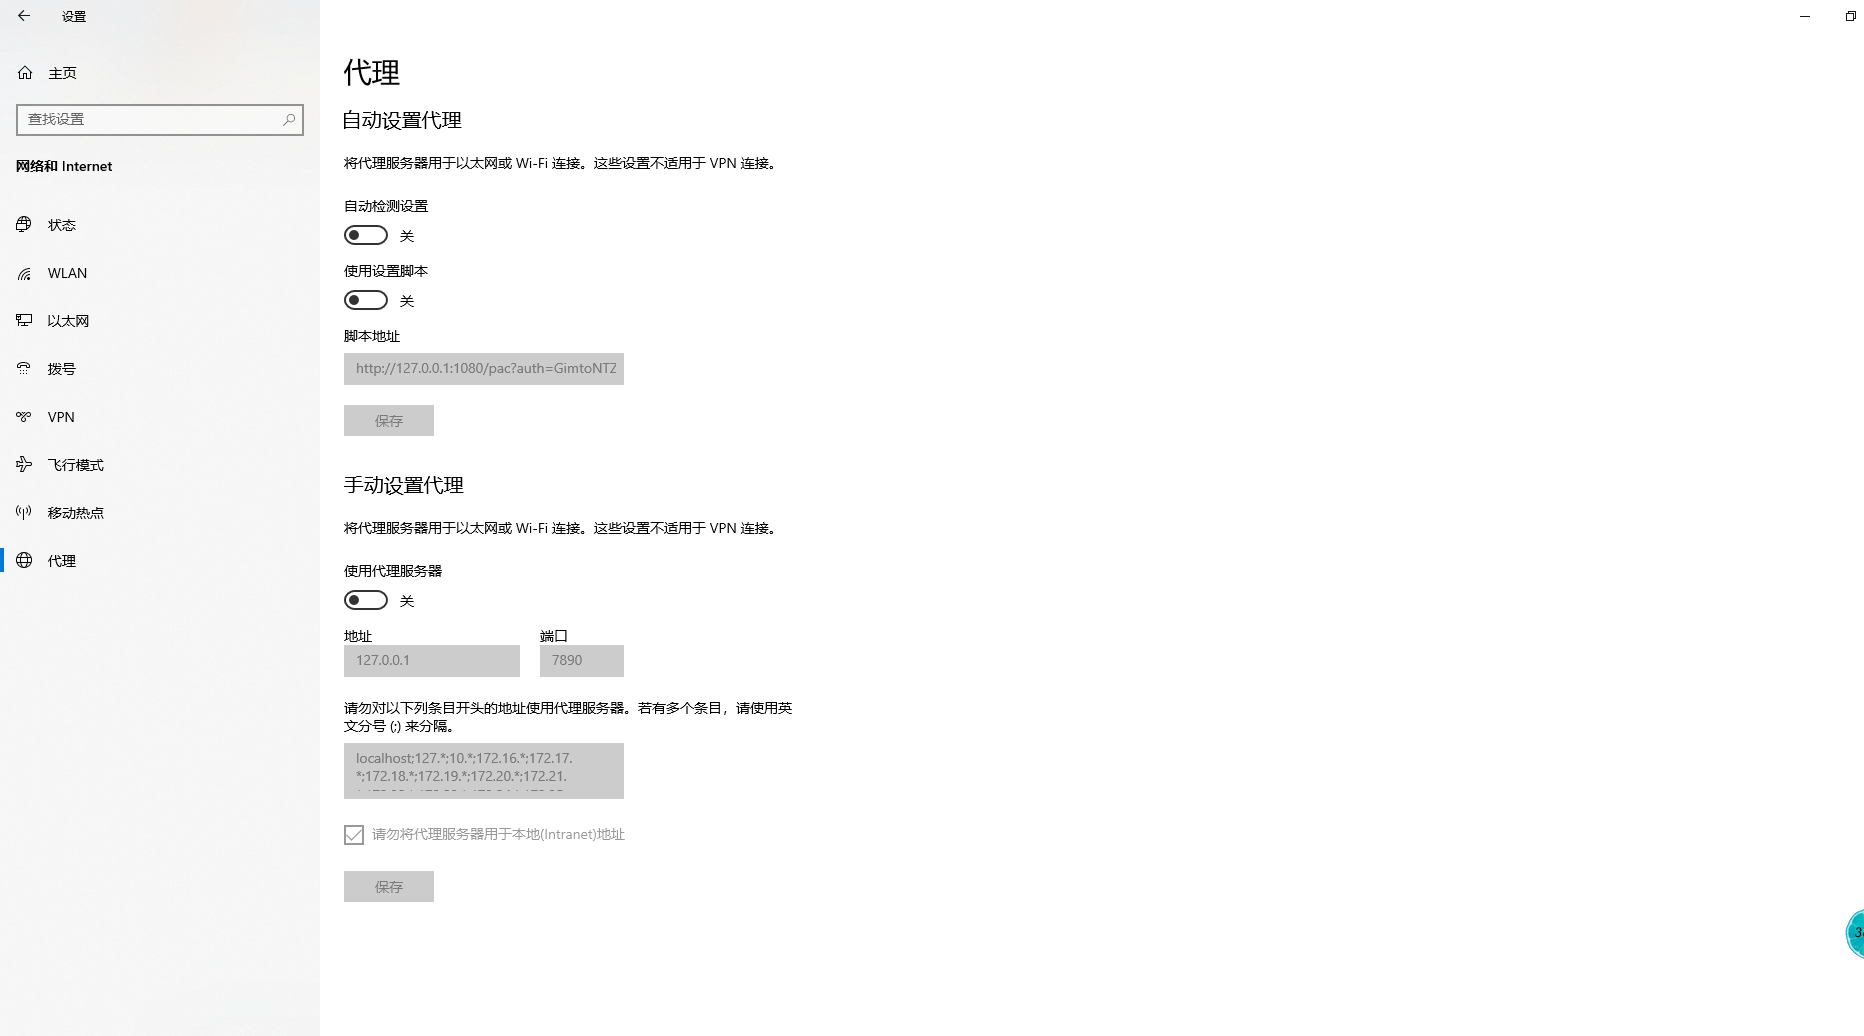 设置
主页
查找设置
网络和 Internet
状态
WLAN
以太网
拨号
VPN
飞行模式
移动热点
代理
代理
自动设置代理
将代理服务器用于以太网或 Wi-Fi 连接。这些设置不适用于 VPN 连接。
自动检测设置
关
使用设置脚本
关
脚本地址
http://127.0.0.1:1080/pac?auth=GimtoNTZ
保存
手动设置代理
将代理服务器用于以太网或 Wi-Fi 连接。这些设置不适用于 VPN 连接。
使用代理服务器
关
地址 端口
127.0.0.1 7890
请勿对以下列条目开头的地址使用代理服务器。若有多个条目，请使用英
文分号 (;) 来分隔。
localhost;127.*;10.*;172.16.*;172.17.
*;172.18.*;172.19.*;172.20.*;172.21.
请勿将代理服务器用于本地(Intranet)地址
保存